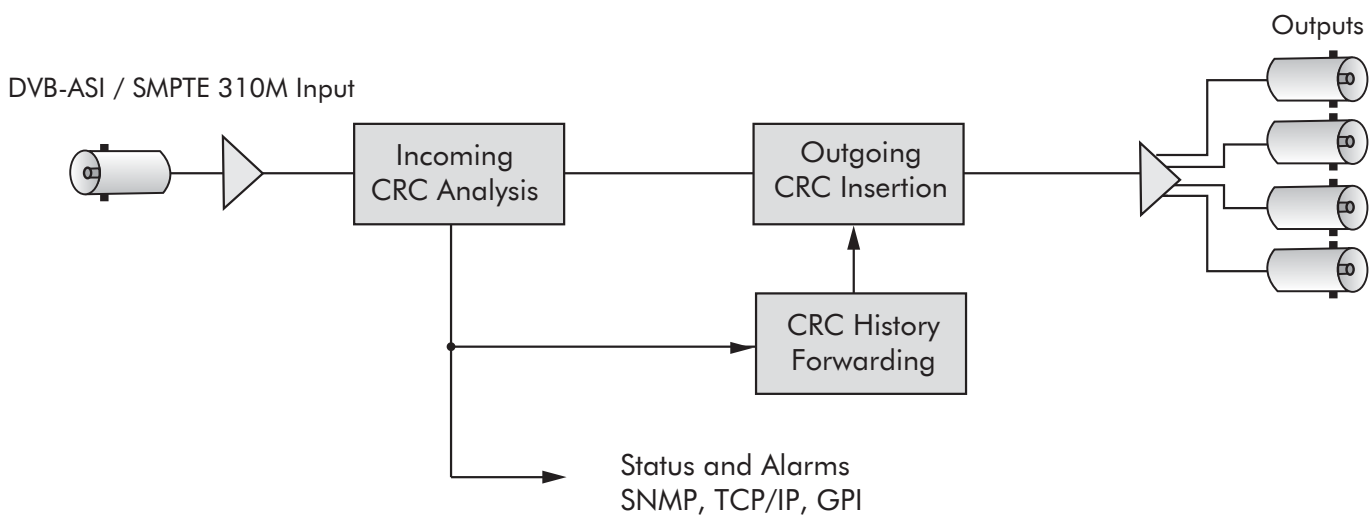 Outputs
DVB-ASI / SMPTE 310M Input
Incoming
CRC Analysis
Outgoing
CRC Insertion
CRC History
Forwarding
Status and Alarms
SNMP, TCP/IP, GPI